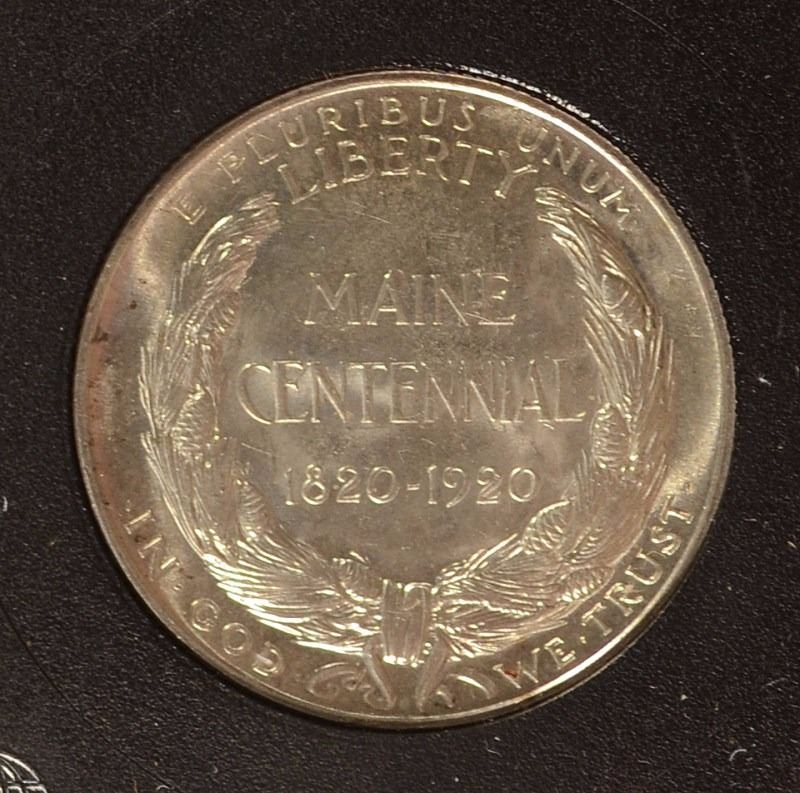 E PLURIBUS UNUM
LIBERTY
MAINE
CENTENNIAL
1820-1920
·IN·GOD·WE·TRUST·